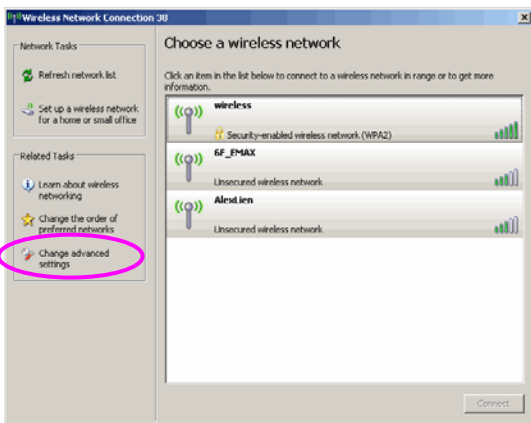 Wireless Network Connection 38
Network Tasks
Refresh network list
Set up a wireless network
for a home or small office
Related Tasks
Learn about wireless
networking
Change the order of
preferred networks
Change advanced
settings
Choose a wireless network
Click an item in the list below to connect to a wireless network in range or to get more
information.
wireless
Security-enabled wireless network (WPA2)
6F_EMAX
Unsecured wireless network
AlexLien
Unsecured wireless network
Connect